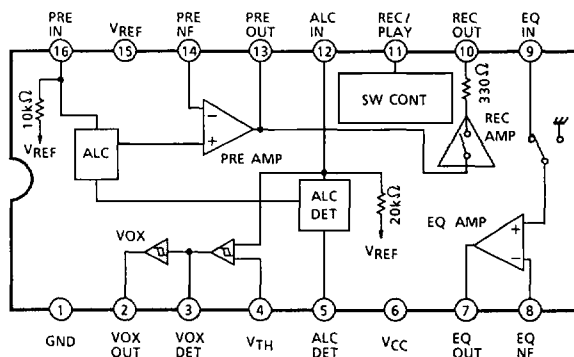 PRE IN
VREF
PRE NF
PRE OUT
ALC IN
REC/PLAY
REC OUT
EQ IN
16
15
14
13
12
11
10
9
10kΩ
VREF
ALC
PRE AMP
SW CONT
330Ω
REC AMP
ALC DET
20kΩ
VREF
EQ AMP
VOX
1
2
3
4
5
6
7
8
GND
VOX OUT
VOX DET
VTH
ALC DET
VCC
EQ OUT
EQ NF